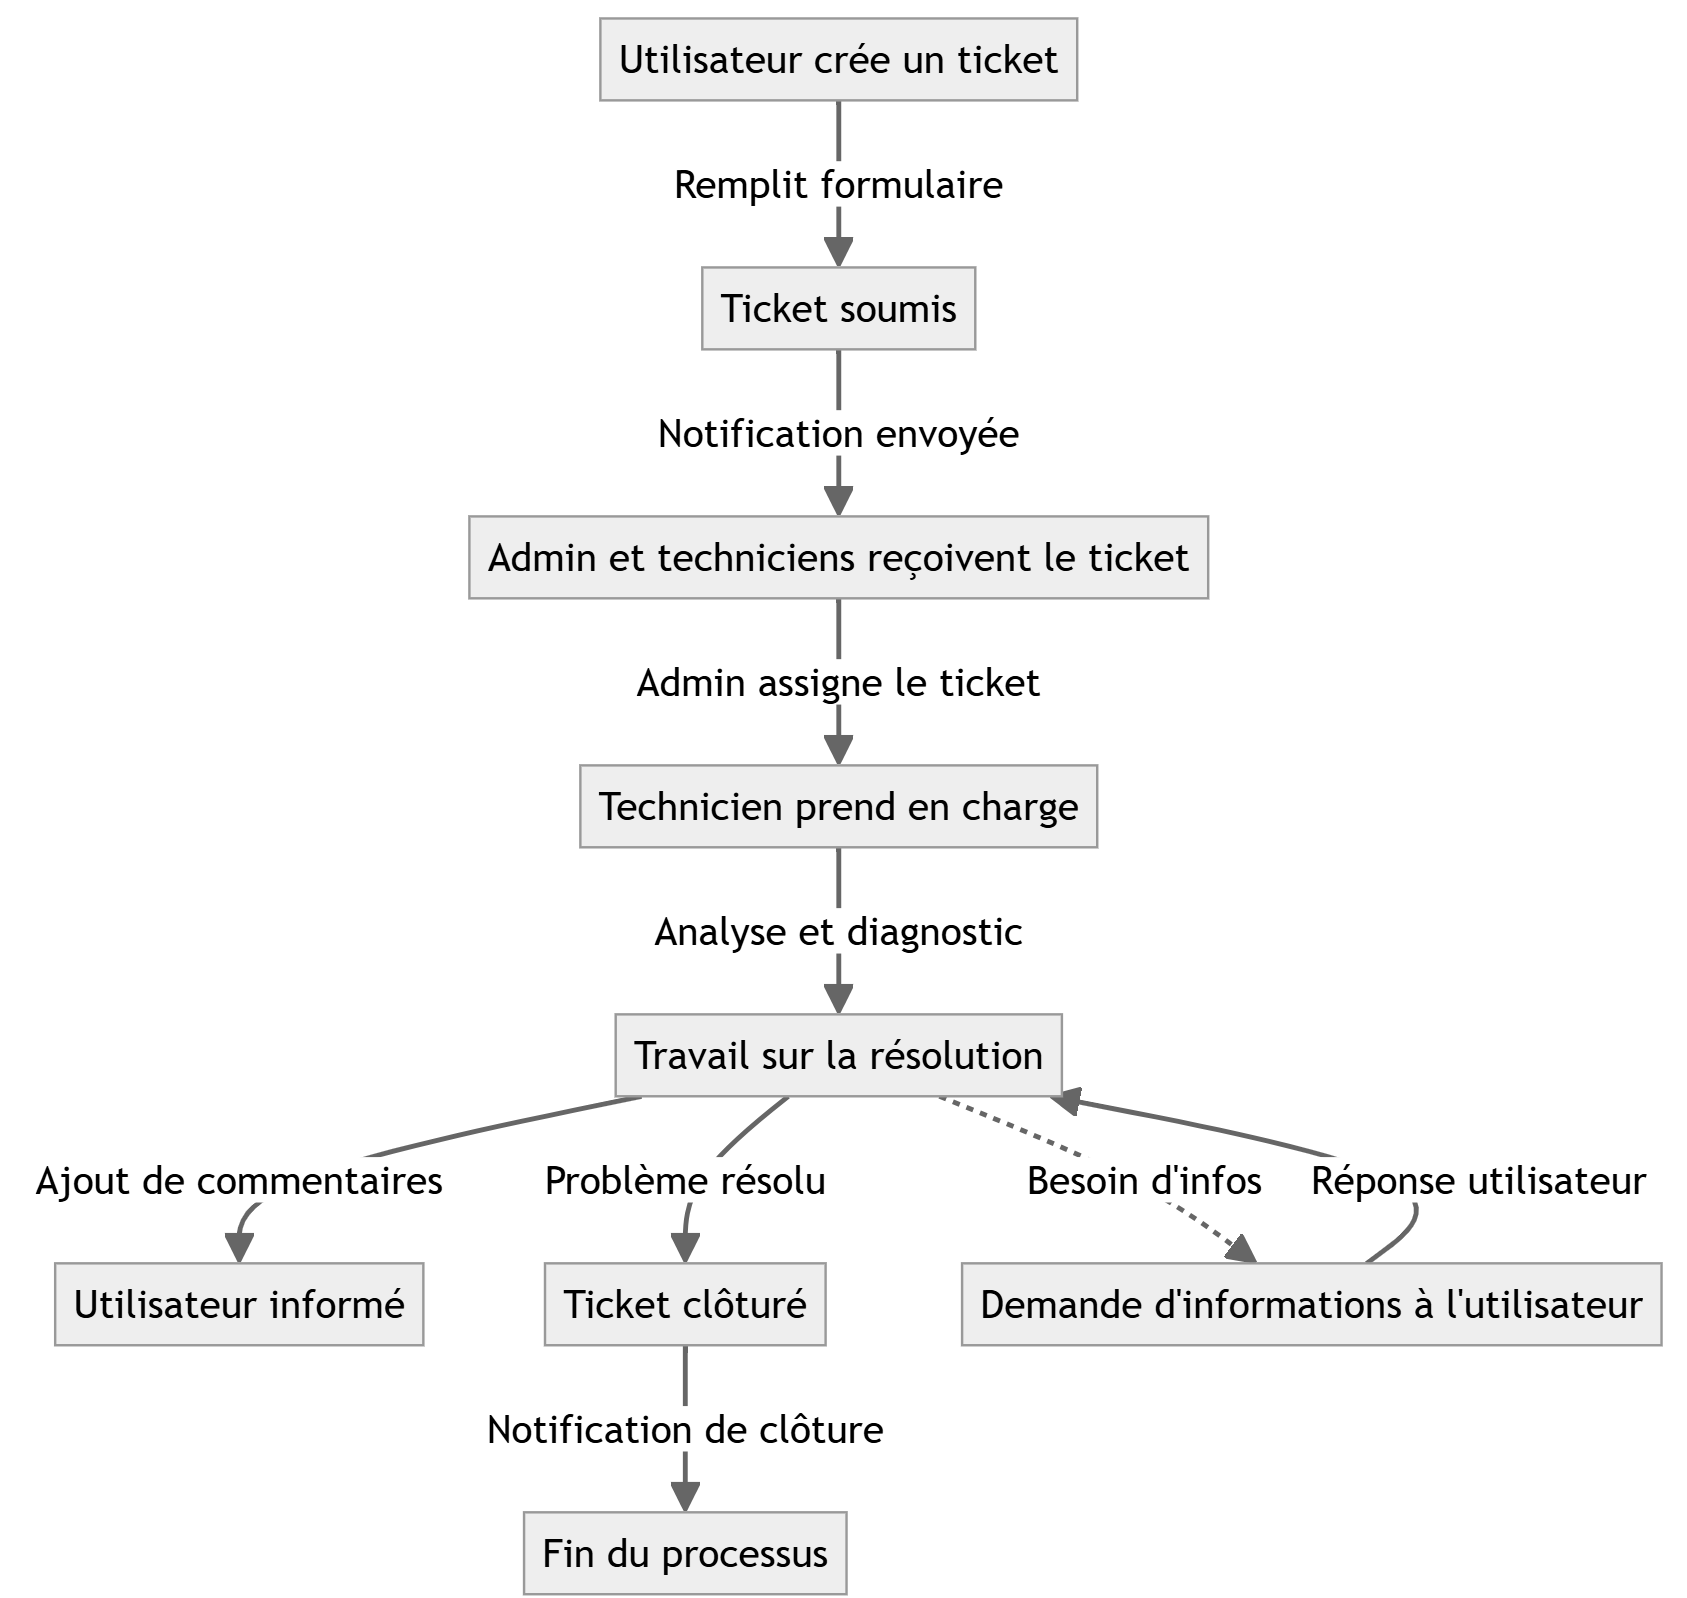 Utilisateur crée un ticket
Remplit formulaire
Ticket soumis
Notification envoyée
Admin et techniciens reçoivent le ticket
Admin assigne le ticket
Technicien prend en charge
Analyse et diagnostic
Travail sur la résolution
Ajout de commentaires
Problème résolu
Besoin d'infos
Réponse utilisateur
Utilisateur informé
Ticket clôturé
Demande d'informations à l'utilisateur
Notification de clôture
Fin du processus